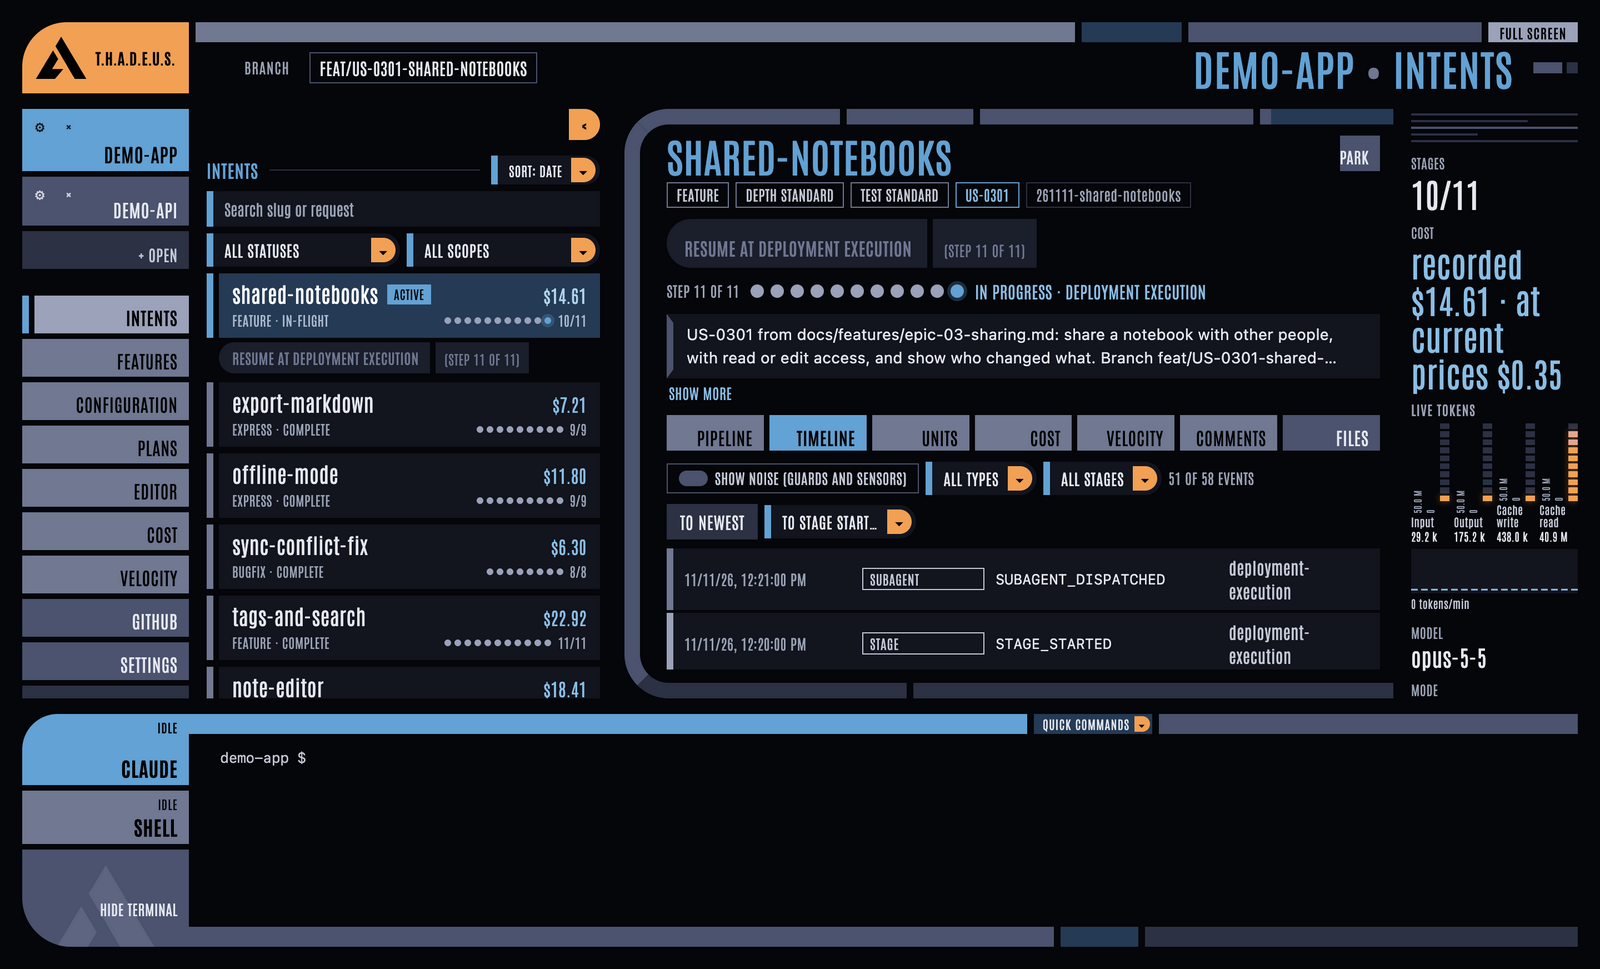 T.H.A.D.E.U.S.
FULL SCREEN
BRANCH
FEAT/US-0301-SHARED-NOTEBOOKS
DEMO-APP • INTENTS
DEMO-APP
DEMO-API
+ OPEN
INTENTS
FEATURES
CONFIGURATION
PLANS
EDITOR
COST
VELOCITY
GITHUB
SETTINGS
INTENTS
SORT: DATE
Search slug or request
ALL STATUSES
ALL SCOPES
shared-notebooks ACTIVE $14.61
FEATURE · IN-FLIGHT 10/11
RESUME AT DEPLOYMENT EXECUTION (STEP 11 OF 11)
export-markdown $7.21
EXPRESS · COMPLETE 9/9
offline-mode $11.80
EXPRESS · COMPLETE 9/9
sync-conflict-fix $6.30
BUGFIX · COMPLETE 8/8
tags-and-search $22.92
FEATURE · COMPLETE 11/11
note-editor $18.41
SHARED-NOTEBOOKS
PARK
FEATURE DEPTH STANDARD TEST STANDARD US-0301 261111-shared-notebooks
RESUME AT DEPLOYMENT EXECUTION (STEP 11 OF 11)
STEP 11 OF 11 IN PROGRESS · DEPLOYMENT EXECUTION
US-0301 from docs/features/epic-03-sharing.md: share a notebook with other people,
with read or edit access, and show who changed what. Branch feat/US-0301-shared-…
SHOW MORE
PIPELINE TIMELINE UNITS COST VELOCITY COMMENTS FILES
SHOW NOISE (GUARDS AND SENSORS) ALL TYPES ALL STAGES 51 OF 58 EVENTS
TO NEWEST TO STAGE START…
11/11/26, 12:21:00 PM SUBAGENT SUBAGENT_DISPATCHED deployment-
execution
11/11/26, 12:20:00 PM STAGE STAGE_STARTED deployment-
execution
STAGES
10/11
COST
recorded
$14.61 · at
current
prices $0.35
LIVE TOKENS
50.0 M 0 50.0 M 0 50.0 M 0 50.0 M 0
Input Output Cache write Cache read
29.2 k 175.2 k 438.0 k 40.9 M
0 tokens/min
MODEL
opus-5-5
MODE
IDLE
CLAUDE
QUICK COMMANDS
demo-app $
IDLE
SHELL
HIDE TERMINAL